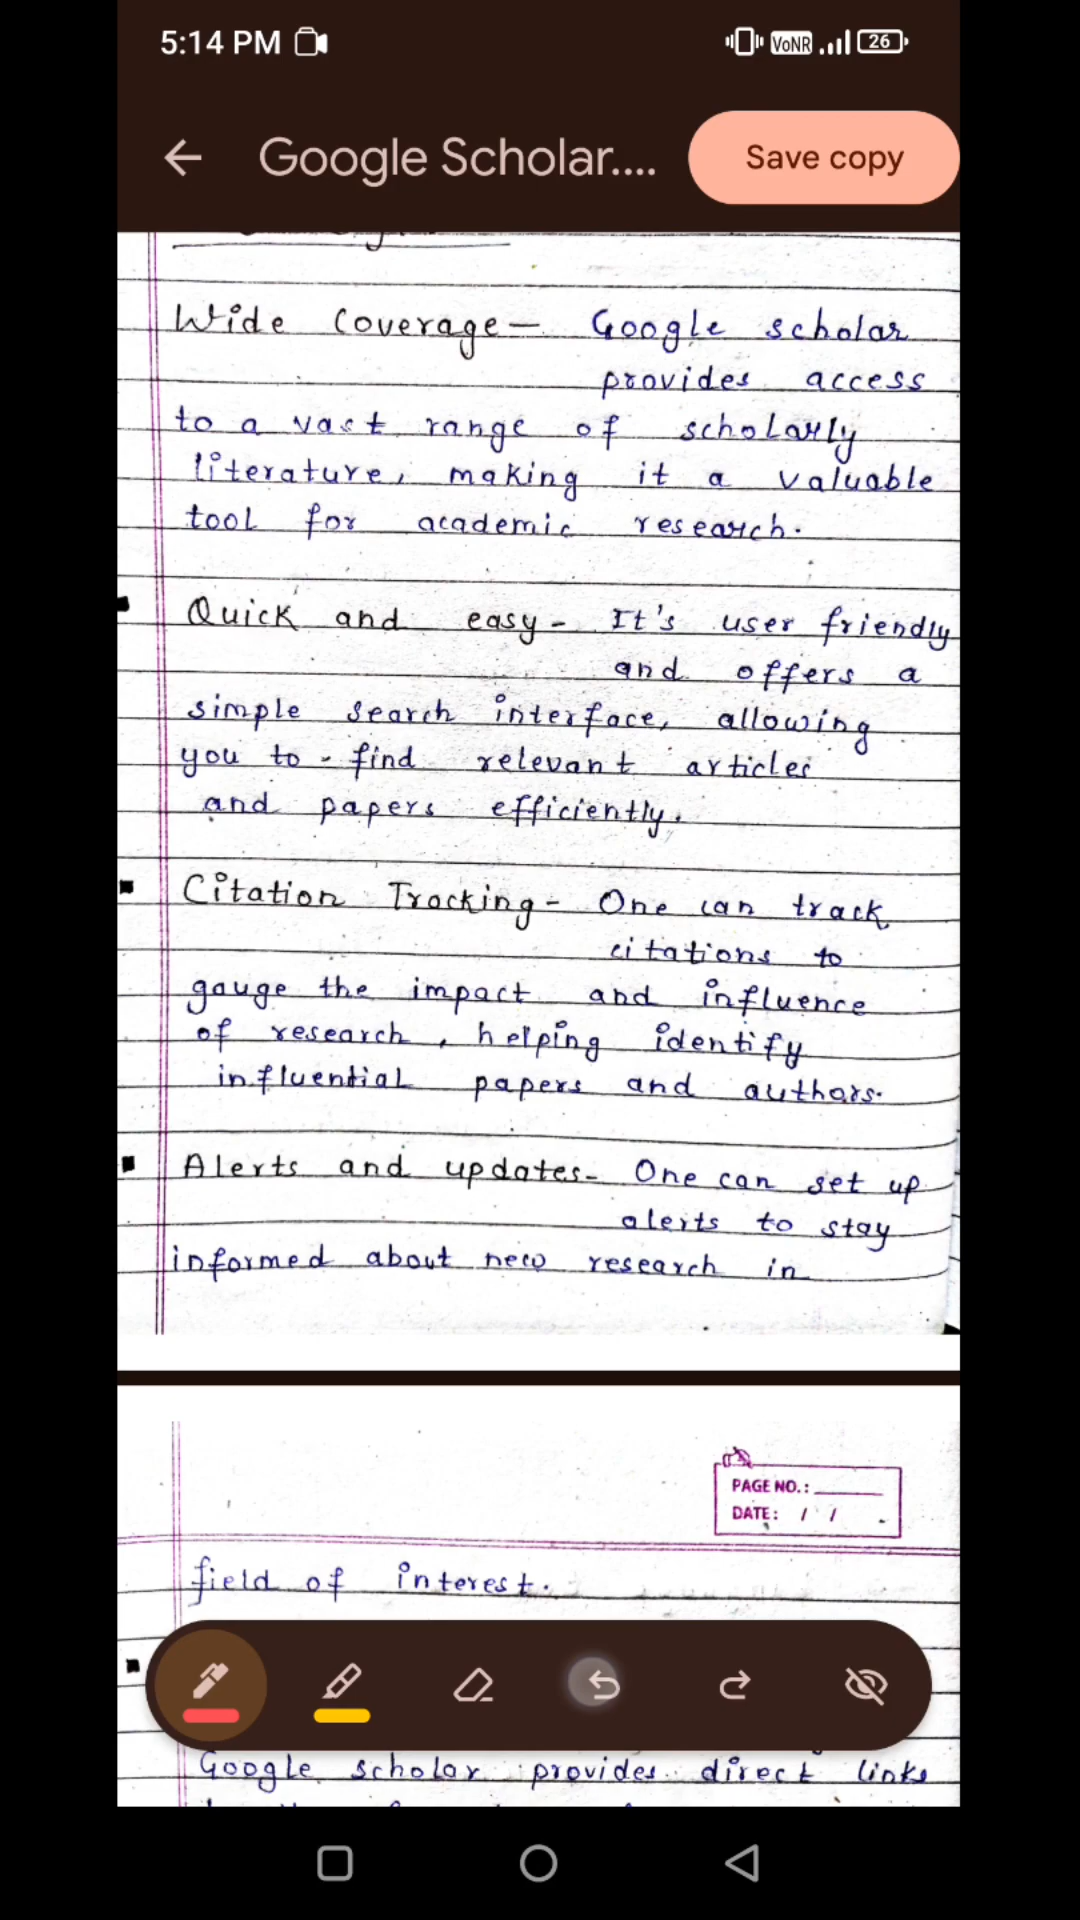 5:14 PM
VoNR 26
Google Scholar.... Save copy
Wide Coverage— Google scholar
provides access
to a vast range of scholarly
literature, making it a valuable
tool for academic research.
Quick and easy- It's user friendly
and offers a
simple search interface, allowing
you to - find relevant articles
and papers efficiently.
Citation Tracking- One can track
citations to
gauge the impact and influence
of research, helping identify
influential papers and authors.
Alerts and updates- One can set up
alerts to stay
informed about new research in
PAGE NO.:
DATE: / /
field of interest.
Google scholar provides direct links